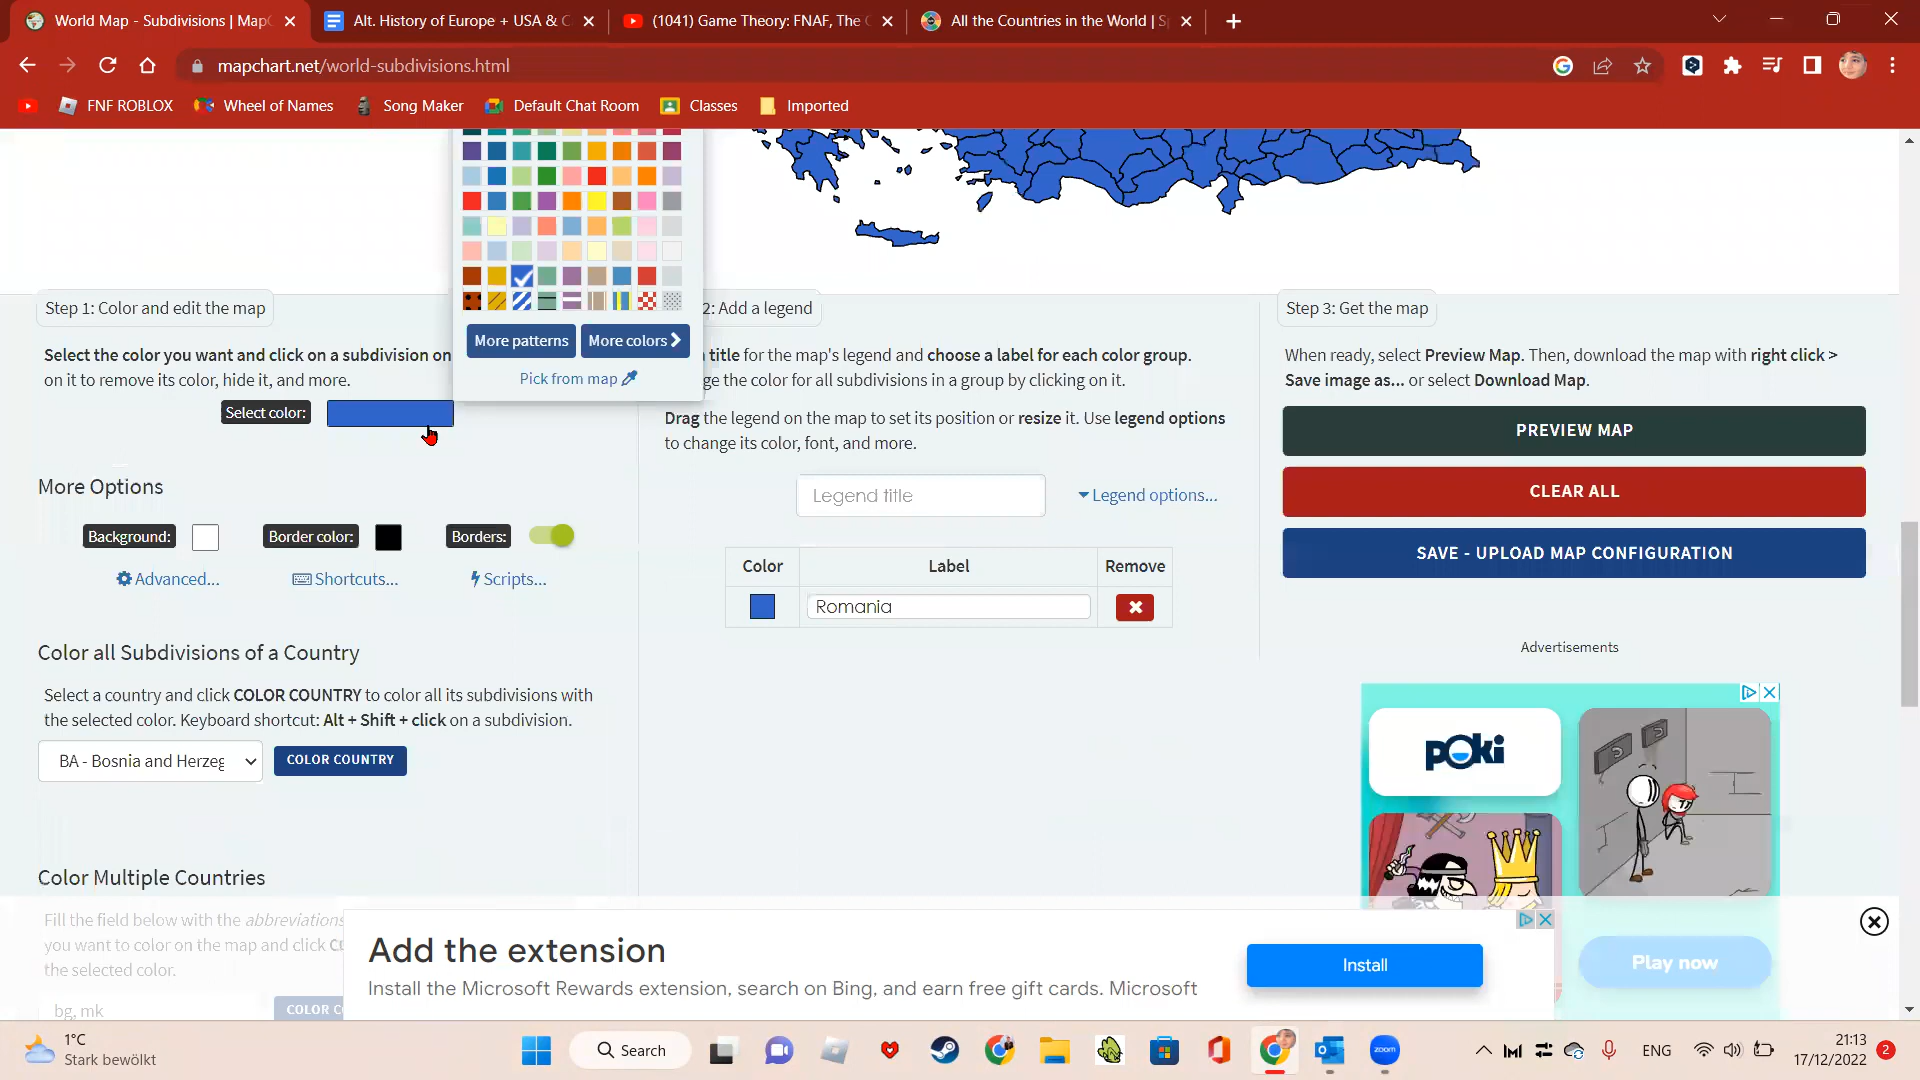 World Map - Subdivisions | Map
Alt. History of Europe + USA & C
(1041) Game Theory: FNAF, The C
All the Countries in the World | S
mapchart.net/world-subdivisions.html
FNF ROBLOX
Wheel of Names
Song Maker
Default Chat Room
Classes
Imported
More patterns
More colors
Pick from map
Step 1: Color and edit the map
Select the color you want and click on a subdivision on
on it to remove its color, hide it, and more.
Select color:
More Options
Background:
Border color:
Borders:
Advanced...
Shortcuts...
Scripts...
Color all Subdivisions of a Country
Select a country and click COLOR COUNTRY to color all its subdivisions with
the selected color. Keyboard shortcut: Alt + Shift + click on a subdivision.
BA - Bosnia and Herzeg
COLOR COUNTRY
Color Multiple Countries
Fill the field below with the abbreviations
you want to color on the map and click
the selected color.
bg, mk
COLOR C
2: Add a legend
title for the map's legend and choose a label for each color group.
ge the color for all subdivisions in a group by clicking on it.
Drag the legend on the map to set its position or resize it. Use legend options
to change its color, font, and more.
Legend title
Legend options...
Color Label Remove
Romania
Step 3: Get the map
When ready, select Preview Map. Then, download the map with right click >
Save image as... or select Download Map.
PREVIEW MAP
CLEAR ALL
SAVE - UPLOAD MAP CONFIGURATION
Advertisements
poki
Play now
Add the extension
Install the Microsoft Rewards extension, search on Bing, and earn free gift cards. Microsoft
Install
1°C
Stark bewölkt
Search
zoom
ENG
21:13
17/12/2022
2